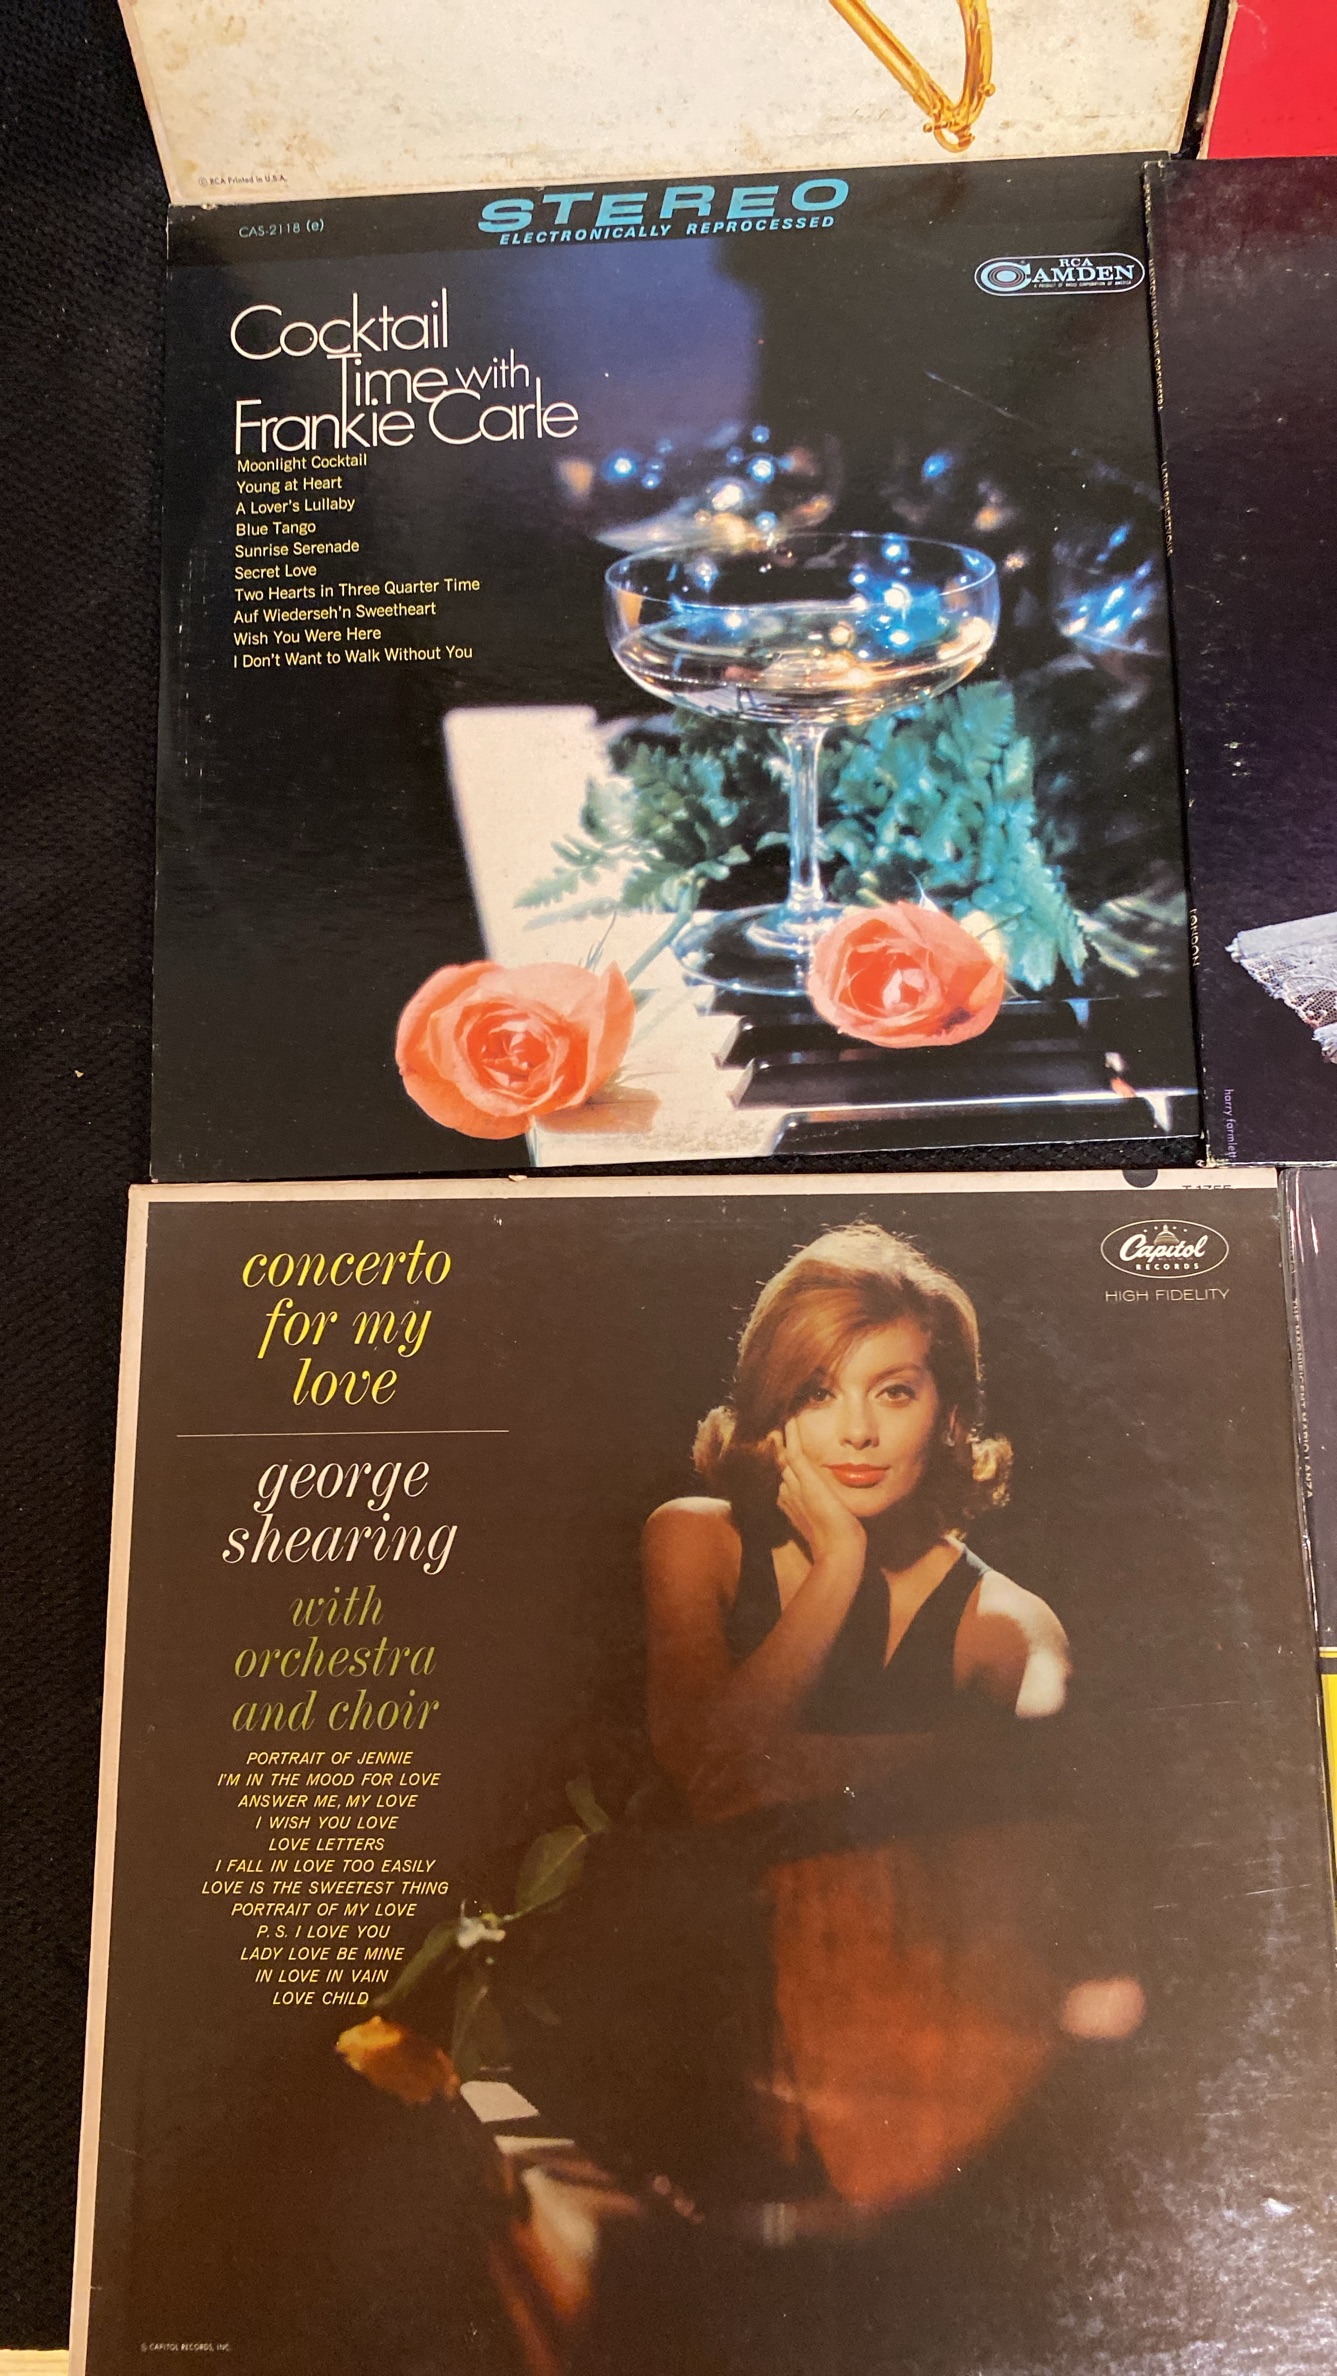 © RCA Printed in U.S.A.
CAS-2118 (e)
STEREO
ELECTRONICALLY REPROCESSED
RCA
CAMDEN
Cocktail
Time with
Frankie Carle
Moonlight Cocktail
Young at Heart
A Lover's Lullaby
Blue Tango
Sunrise Serenade
Secret Love
Two Hearts in Three Quarter Time
Auf Wiederseh'n Sweetheart
Wish You Were Here
I Don't Want to Walk Without You
LONDON
concerto
for my
love
george
shearing
with
orchestra
and choir
PORTRAIT OF JENNIE
I'M IN THE MOOD FOR LOVE
ANSWER ME, MY LOVE
I WISH YOU LOVE
LOVE LETTERS
I FALL IN LOVE TOO EASILY
LOVE IS THE SWEETEST THING
PORTRAIT OF MY LOVE
P.S. I LOVE YOU
LADY LOVE BE MINE
IN LOVE IN VAIN
LOVE CHILD
Capitol
RECORDS
HIGH FIDELITY
THE MAGNIFICENT MARIO LANZA
© CAPITOL RECORDS, INC.